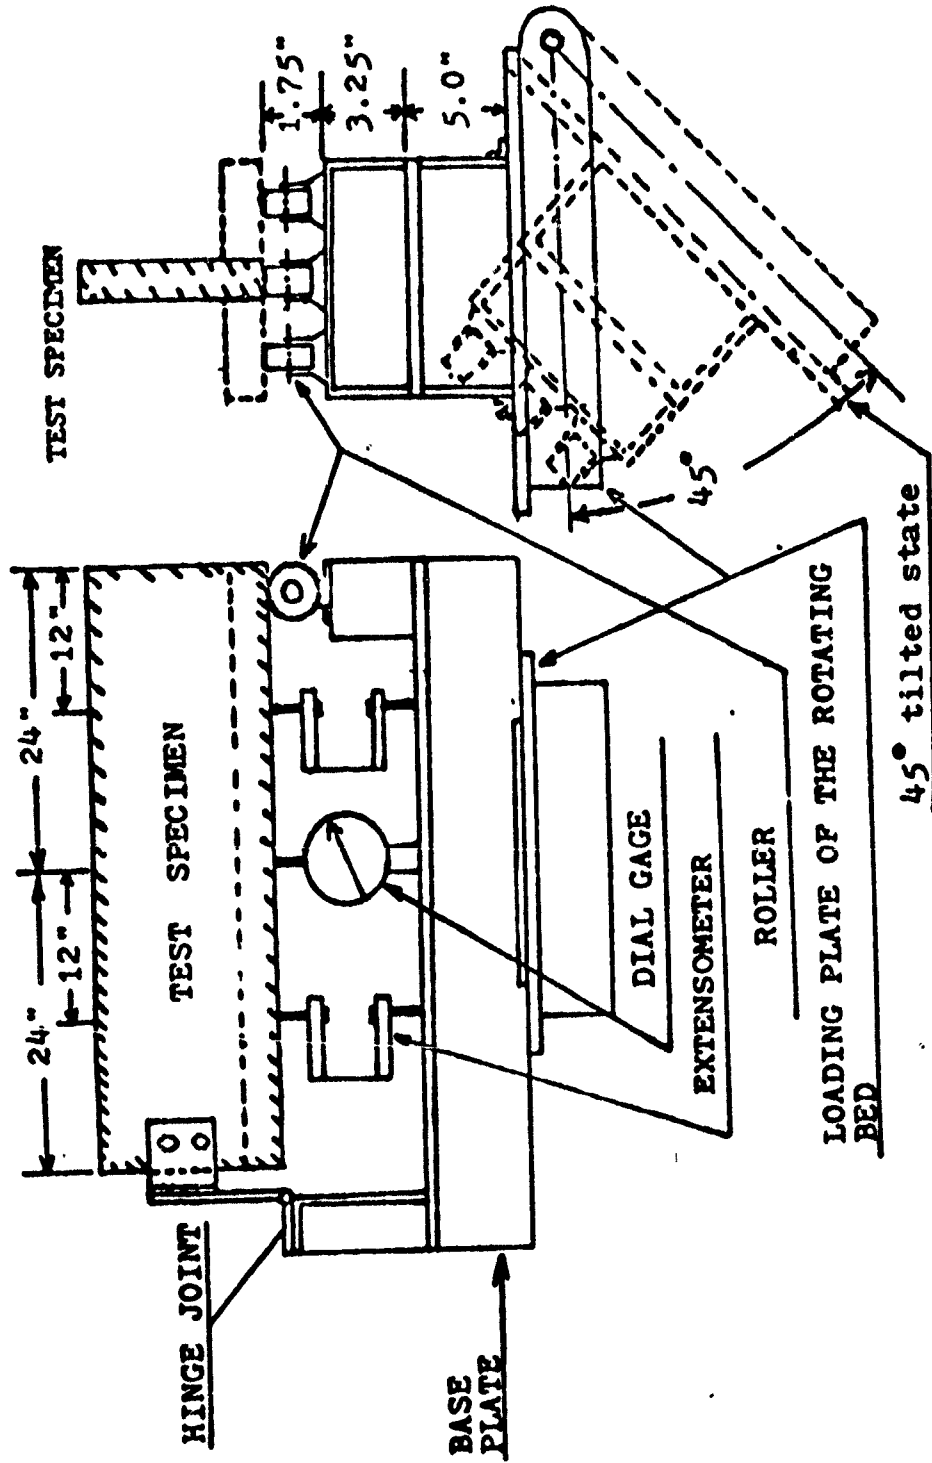 24"
24"
12"
12"
TEST SPECIMEN
TEST SPECIMEN
HINGE JOINT
1.75"
3.25"
5.0"
BASE
PLATE
DIAL GAGE
EXTENSOMETER
ROLLER
LOADING PLATE OF THE ROTATING
BED
45°
45° tilted state